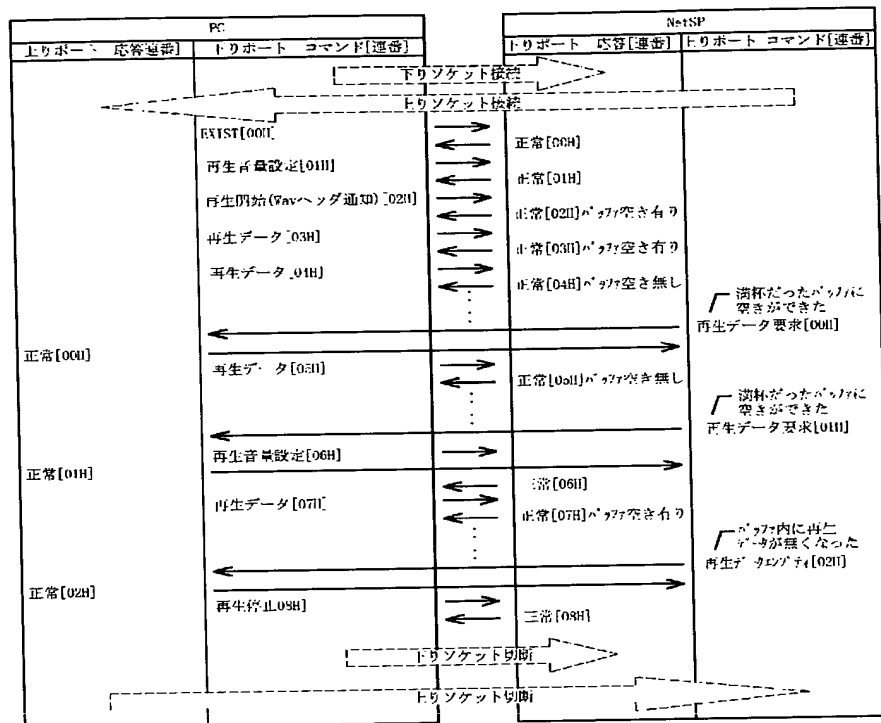 PC
NetSP
上りポート 応答[連番]
下りポート コマンド[連番]
下りポート 応答[連番]
上りポート コマンド[連番]
下りソケット接続
上りソケット接続
EXIST[00H]
正常[00H]
再生音量設定[01H]
正常[01H]
再生開始(Wavヘッダ通知)[02H]
正常[02H]バッファ空き有り
再生データ[03H]
正常[03H]バッファ空き有り
再生データ[04H]
正常[04H]バッファ空き無し
満杯だったバッファに
空きができた
再生データ要求[00H]
正常[00H]
再生データ[05H]
正常[05H]バッファ空き無し
満杯だったバッファに
空きができた
再生データ要求[01H]
再生音量設定[06H]
正常[01H]
正常[06H]
再生データ[07H]
正常[07H]バッファ空き有り
バッファ内に再生
データが無くなった
再生データエンプティ[02H]
正常[02H]
再生停止08H]
正常[08H]
下りソケット切断
上りソケット切断